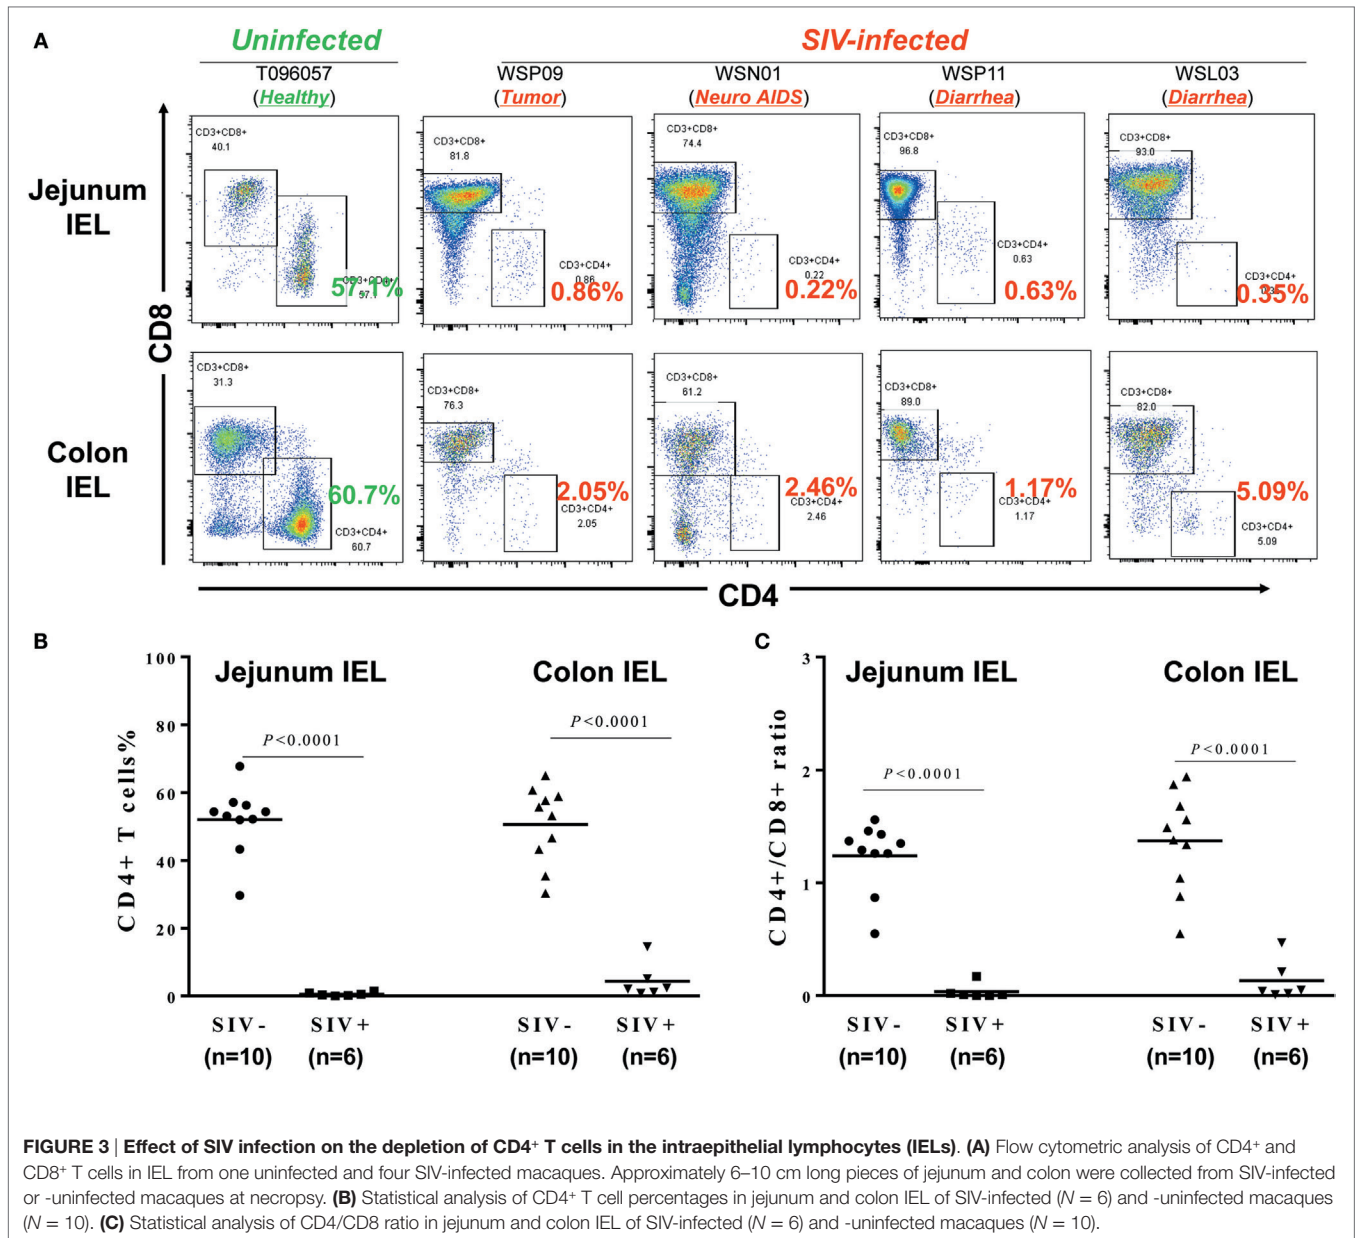 A
Uninfected SIV-infected
T096057 WSP09 WSN01 WSP11 WSL03
(Healthy) (Tumor) (Neuro AIDS) (Diarrhea) (Diarrhea)
Jejunum
IEL
CD8
CD3+CD8+
40.1
CD3+CD4+
57.1
57.1%
CD3+CD8+
81.8
CD3+CD4+
0.86
0.86%
CD3+CD8+
74.4
CD3+CD4+
0.22
0.22%
CD3+CD8+
96.8
CD3+CD4+
0.63
0.63%
CD3+CD8+
93.0
CD3+CD4+
0.35
0.35%
Colon
IEL
CD3+CD8+
31.3
60.7%
CD3+CD4+
60.7
CD3+CD8+
76.3
2.05%
CD3+CD4+
2.05
CD3+CD8+
61.2
2.46%
CD3+CD4+
2.46
CD3+CD8+
89.0
1.17%
CD3+CD4+
1.17
CD3+CD8+
82.0
5.09%
CD3+CD4+
5.09
CD4
B
CD4+ T cells%
100
80
60
40
20
0
Jejunum IEL Colon IEL
P<0.0001 P<0.0001
SIV- SIV+ SIV- SIV+
(n=10) (n=6) (n=10) (n=6)
C
CD4+/CD8+ ratio
3
2
1
0
Jejunum IEL Colon IEL
P<0.0001 P<0.0001
SIV- SIV+ SIV- SIV+
(n=10) (n=6) (n=10) (n=6)
FIGURE 3 | Effect of SIV infection on the depletion of CD4⁺ T cells in the intraepithelial lymphocytes (IELs). (A) Flow cytometric analysis of CD4⁺ and
CD8⁺ T cells in IEL from one uninfected and four SIV-infected macaques. Approximately 6–10 cm long pieces of jejunum and colon were collected from SIV-infected
or -uninfected macaques at necropsy. (B) Statistical analysis of CD4⁺ T cell percentages in jejunum and colon IEL of SIV-infected (N = 6) and -uninfected macaques
(N = 10). (C) Statistical analysis of CD4/CD8 ratio in jejunum and colon IEL of SIV-infected (N = 6) and -uninfected macaques (N = 10).